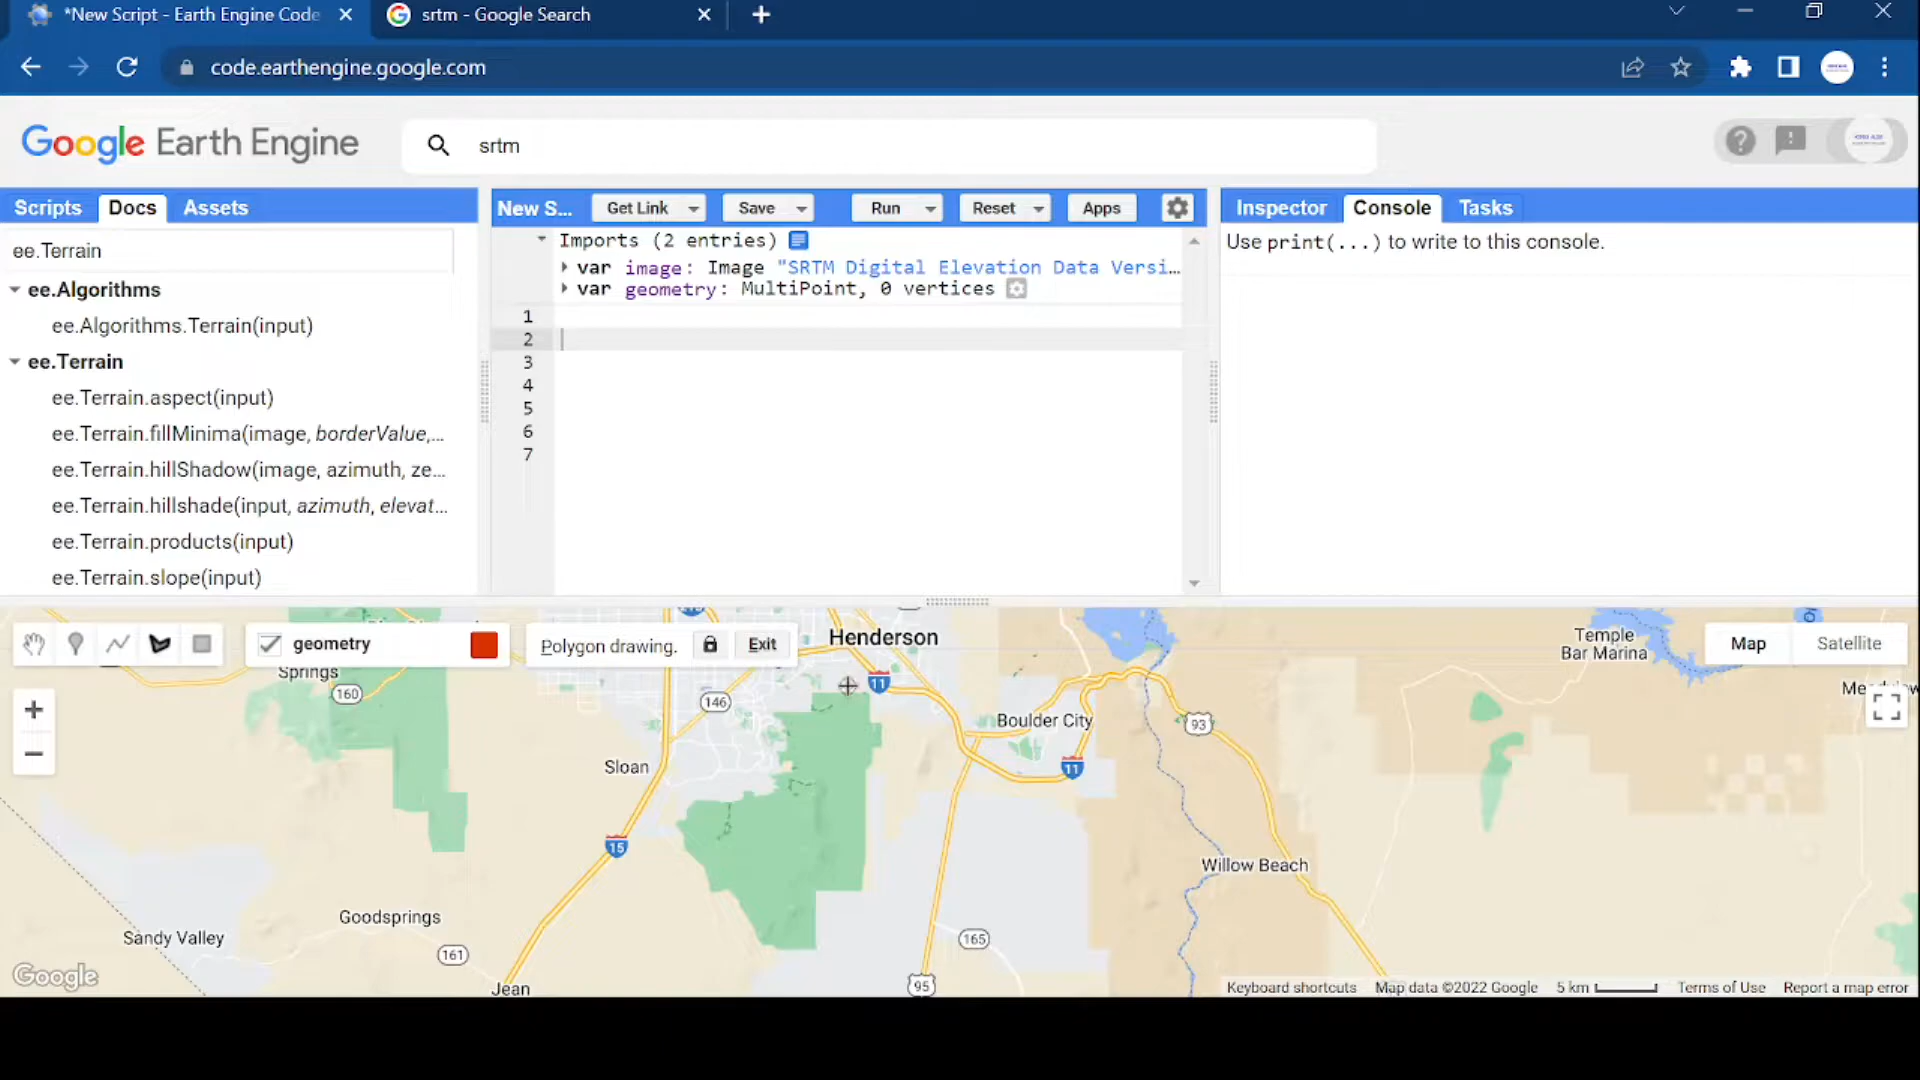 *New Script - Earth Engine Code
srtm - Google Search
code.earthengine.google.com
Google Earth Engine
srtm
Scripts
Docs
Assets
ee.Terrain
ee.Algorithms
ee.Algorithms.Terrain(input)
ee.Terrain
ee.Terrain.aspect(input)
ee.Terrain.fillMinima(image, borderValue,...
ee.Terrain.hillShadow(image, azimuth, ze...
ee.Terrain.hillshade(input, azimuth, elevat...
ee.Terrain.products(input)
ee.Terrain.slope(input)
New S...
Get Link
Save
Run
Reset
Apps
Imports (2 entries)
var image: Image "SRTM Digital Elevation Data Versi...
var geometry: MultiPoint, 0 vertices
1
2
3
4
5
6
7
Inspector
Console
Tasks
Use print(...) to write to this console.
geometry
Polygon drawing.
Exit
Map
Satellite
+
−
Henderson
Temple
Bar Marina
Springs
160
146
11
Boulder City
93
Sloan
11
15
Willow Beach
Goodsprings
Sandy Valley
161
165
95
Jean
Google
Keyboard shortcuts
Map data ©2022 Google
5 km
Terms of Use
Report a map error